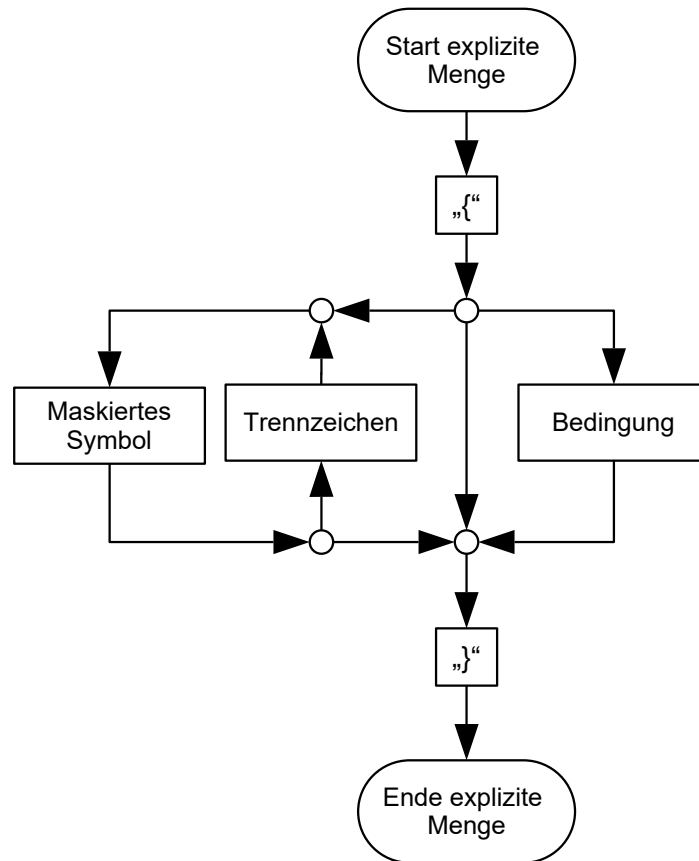 Start explizite
Menge
„{“
Maskiertes
Symbol
Trennzeichen
Bedingung
„}“
Ende explizite
Menge